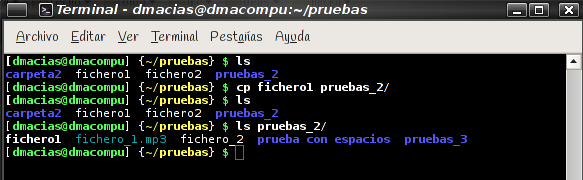 Terminal - dmacias@dmacompu:~/pruebas
Archivo Editar Ver Terminal Pestañas Ayuda
[dmacias@dmacompu] {~/pruebas} $ ls
carpeta2 fichero1 fichero2 pruebas_2
[dmacias@dmacompu] {~/pruebas} $ cp fichero1 pruebas_2/
[dmacias@dmacompu] {~/pruebas} $ ls
carpeta2 fichero1 fichero2 pruebas_2
[dmacias@dmacompu] {~/pruebas} $ ls pruebas_2/
fichero1 fichero_1.mp3 fichero_2 prueba con espacios pruebas_3
[dmacias@dmacompu] {~/pruebas} $